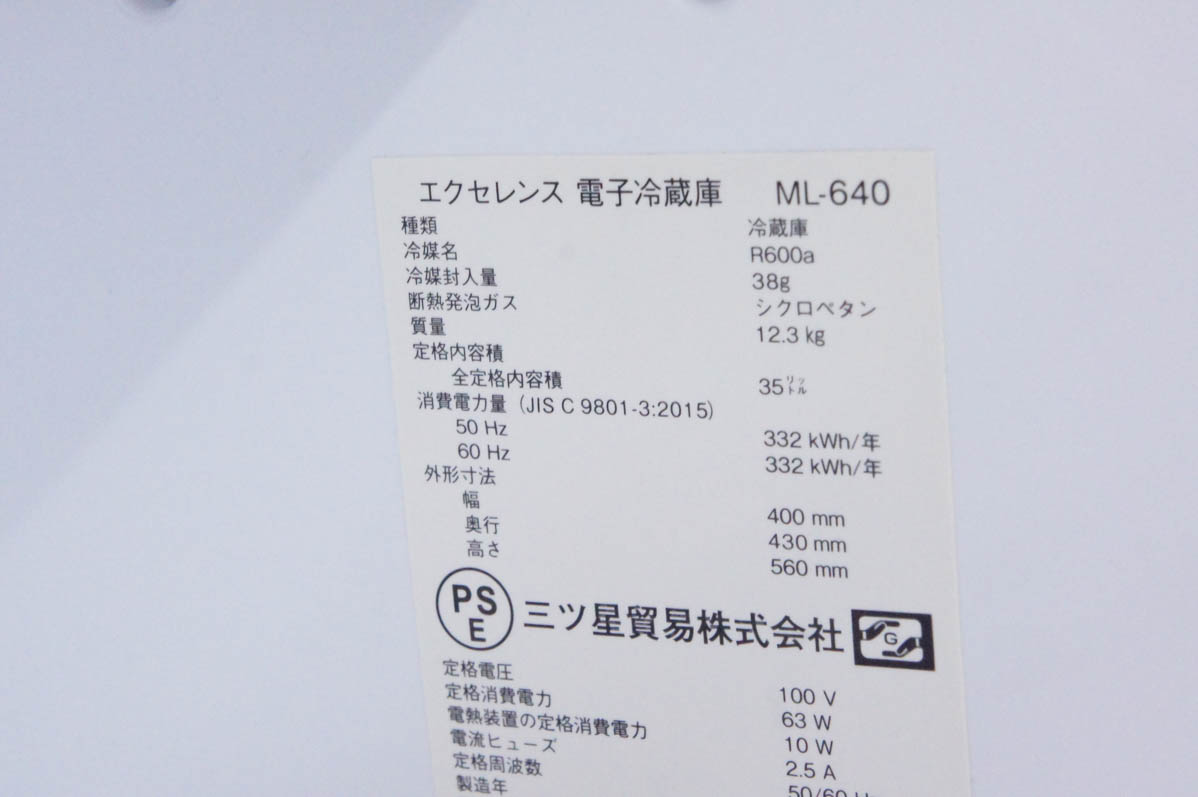 エクセレンス 電子冷蔵庫 ML-640
種類 冷蔵庫
冷媒名 R600a
冷媒封入量 38g
断熱発泡ガス シクロペタン
質量 12.3 kg
定格内容積
全定格内容積 35リットル
消費電力量 (JIS C 9801-3:2015)
50 Hz 332 kWh/年
60 Hz 332 kWh/年
外形寸法
幅 400 mm
奥行 430 mm
高さ 560 mm
PS E 三ツ星貿易株式会社 G
定格電圧 100 V
定格消費電力 63 W
電熱装置の定格消費電力 10 W
電流ヒューズ 2.5 A
定格周波数 50/60 Hz
製造年